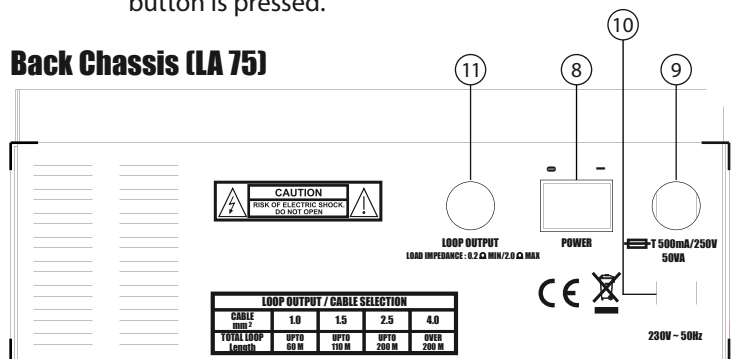 button is pressed.
Back Chassis (LA 75)
10
11
8
9
CAUTION
RISK OF ELECTRIC SHOCK.
DO NOT OPEN
LOOP OUTPUT
LOAD IMPEDANCE : 0.2 Ω MIN/2.0 Ω MAX
POWER
T 500mA/250V
50VA
CE
LOOP OUTPUT / CABLE SELECTION
CABLE mm² 1.0 1.5 2.5 4.0
TOTAL LOOP Length UPTO 60 M UPTO 110 M UPTO 200 M OVER 200 M
230V ~ 50Hz